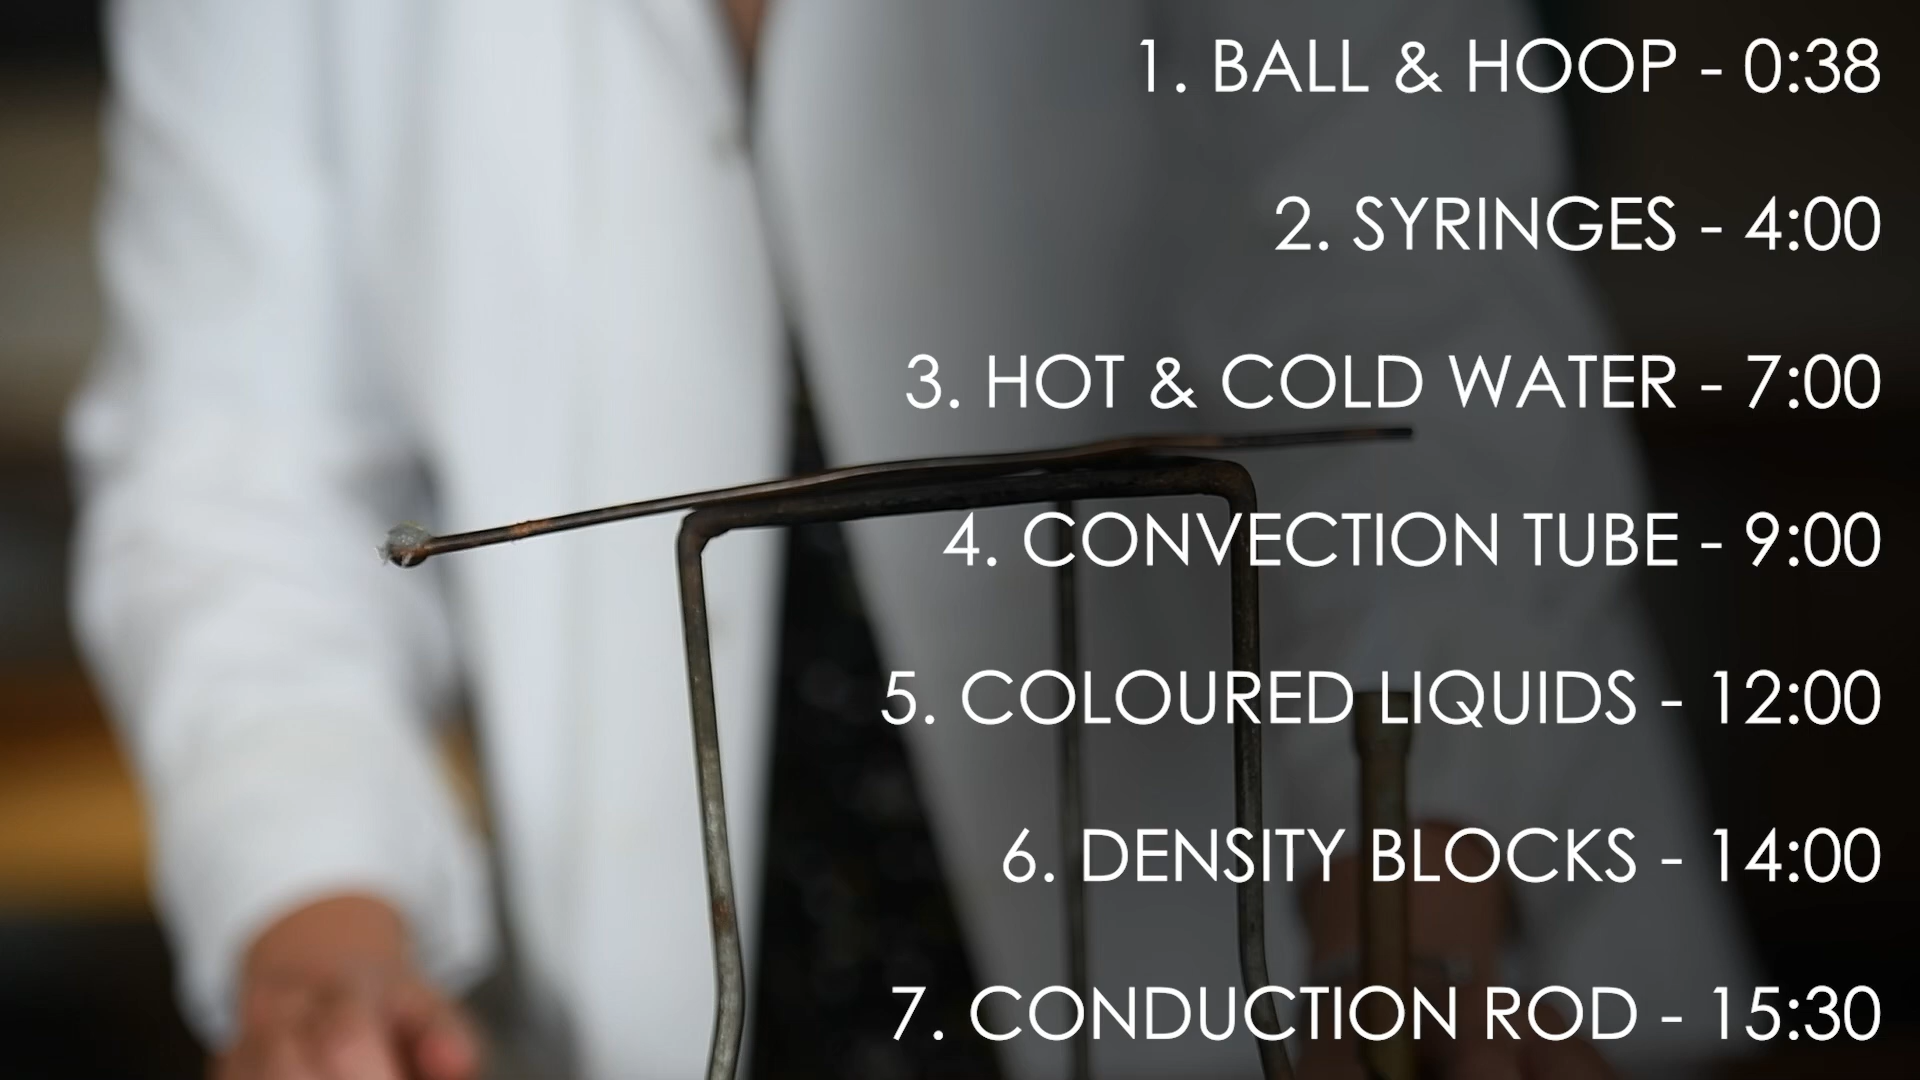 1. BALL & HOOP - 0:38
2. SYRINGES - 4:00
3. HOT & COLD WATER - 7:00
4. CONVECTION TUBE - 9:00
5. COLOURED LIQUIDS - 12:00
6. DENSITY BLOCKS - 14:00
7. CONDUCTION ROD - 15:30